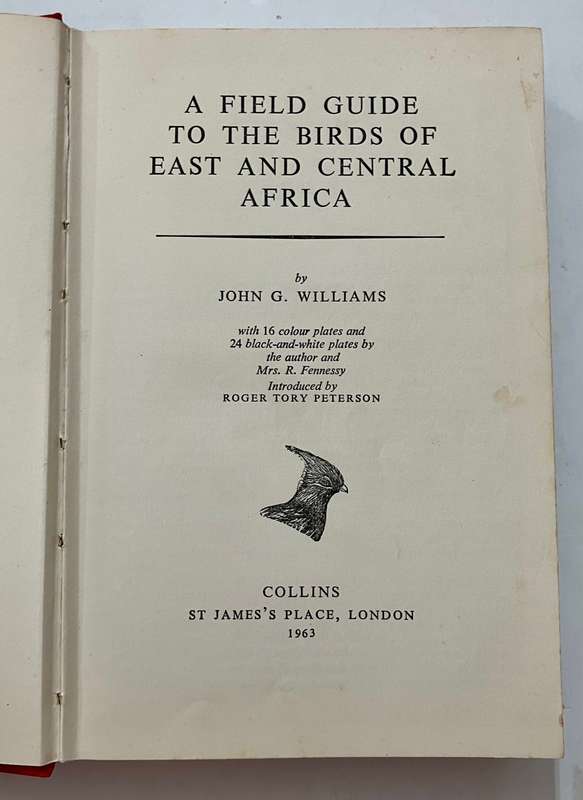 A FIELD GUIDE
TO THE BIRDS OF
EAST AND CENTRAL
AFRICA
by
JOHN G. WILLIAMS
with 16 colour plates and
24 black-and-white plates by
the author and
Mrs. R. Fennessy
Introduced by
ROGER TORY PETERSON
COLLINS
ST JAMES'S PLACE, LONDON
1963